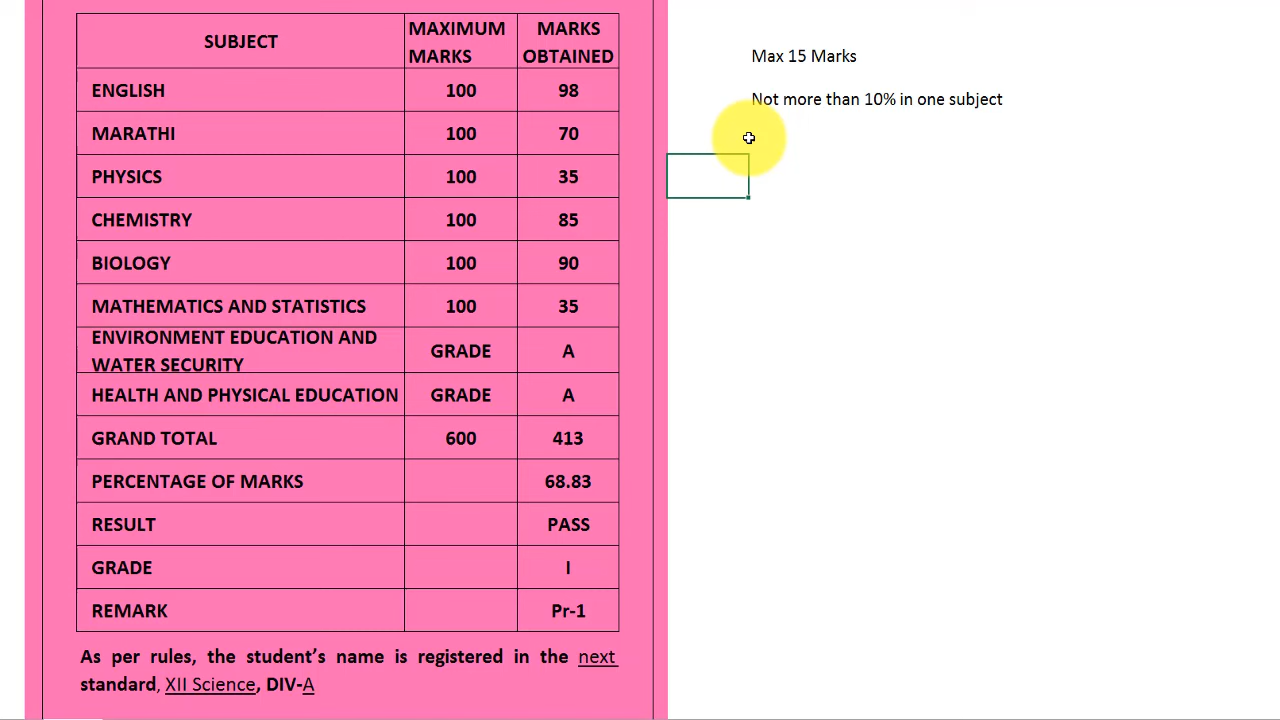 SUBJECT MAXIMUM MARKS MARKS OBTAINED
ENGLISH 100 98
MARATHI 100 70
PHYSICS 100 35
CHEMISTRY 100 85
BIOLOGY 100 90
MATHEMATICS AND STATISTICS 100 35
ENVIRONMENT EDUCATION AND
WATER SECURITY GRADE A
HEALTH AND PHYSICAL EDUCATION GRADE A
GRAND TOTAL 600 413
PERCENTAGE OF MARKS 68.83
RESULT PASS
GRADE I
REMARK Pr-1
As per rules, the student’s name is registered in the next
standard, XII Science, DIV-A
Max 15 Marks
Not more than 10% in one subject